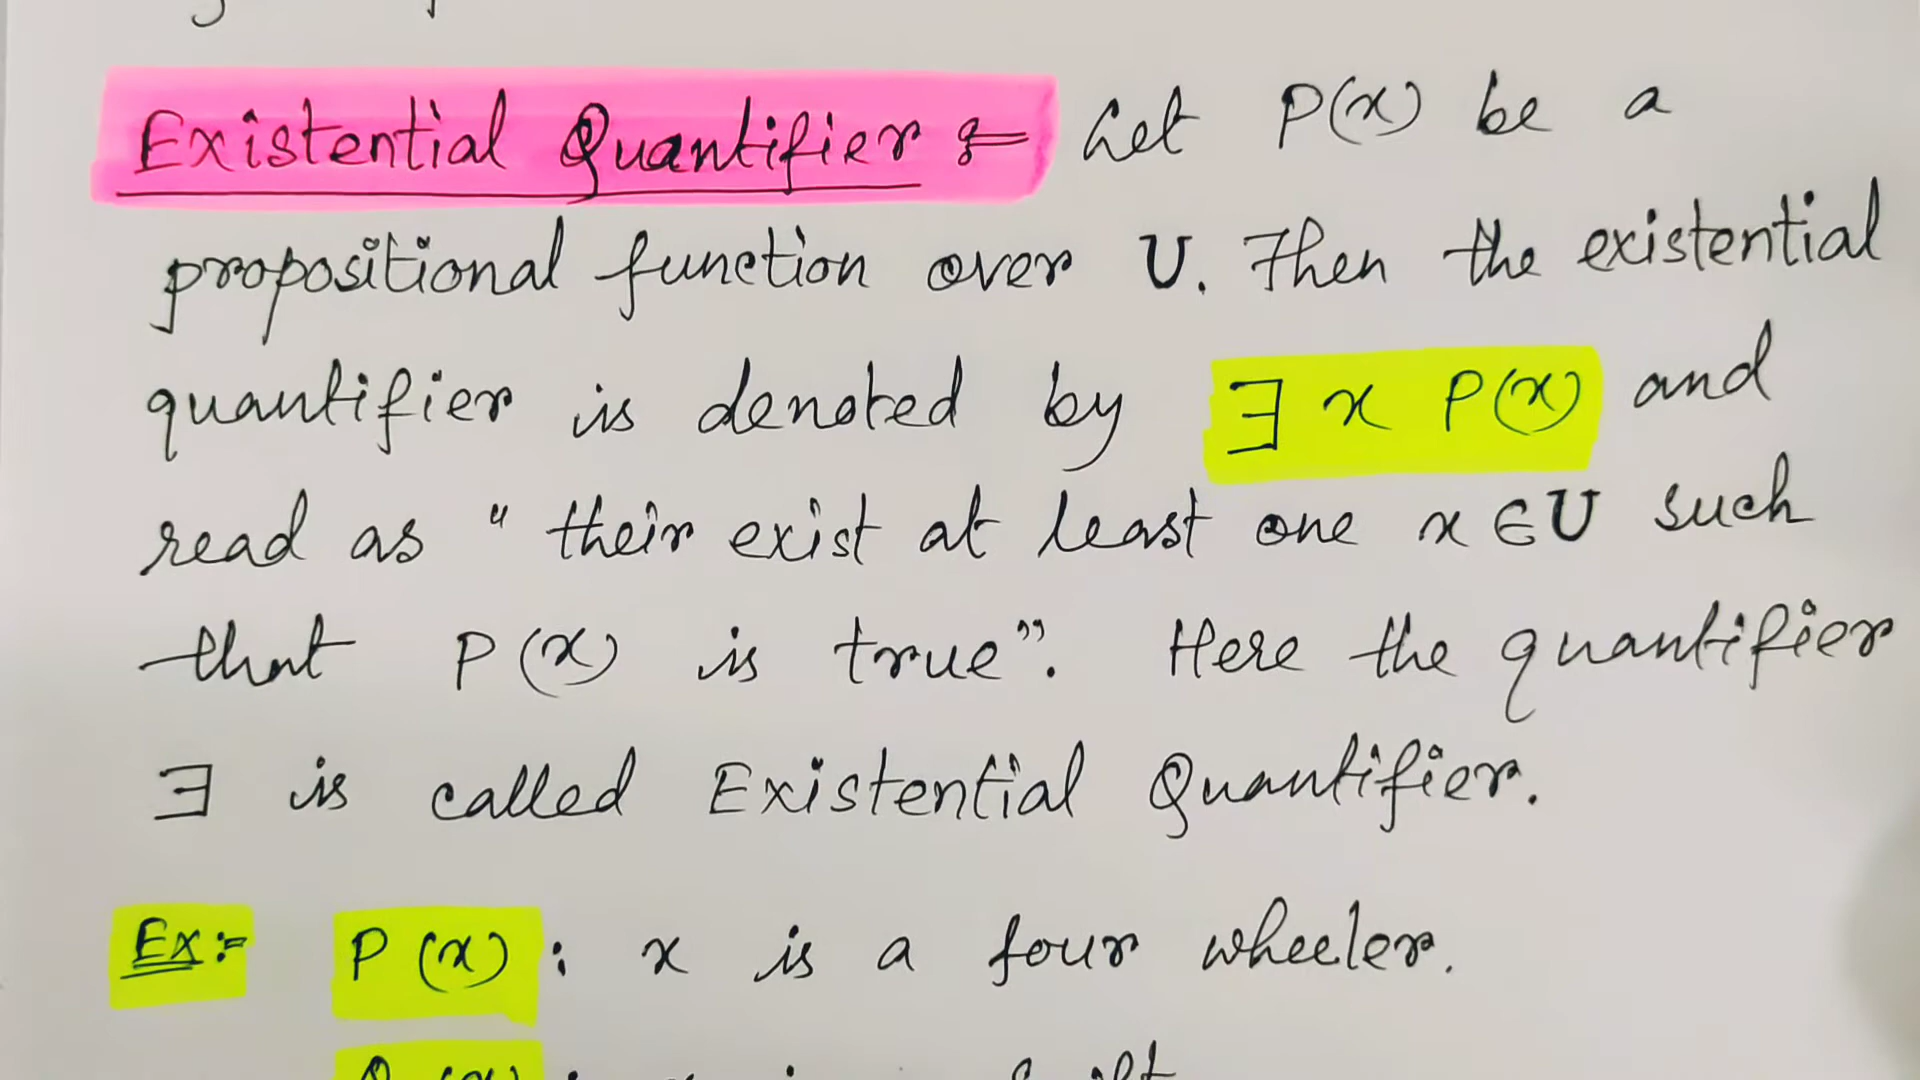 Existential Quantifier :- Let P(x) be a
propositional function over U. Then the existential
quantifier is denoted by ∃ x P(x) and
read as " their exist at least one x ∈ U such
that P(x) is true". Here the quantifier
∃ is called Existential Quantifier.
Ex:- P(x) : x is a four wheeler.